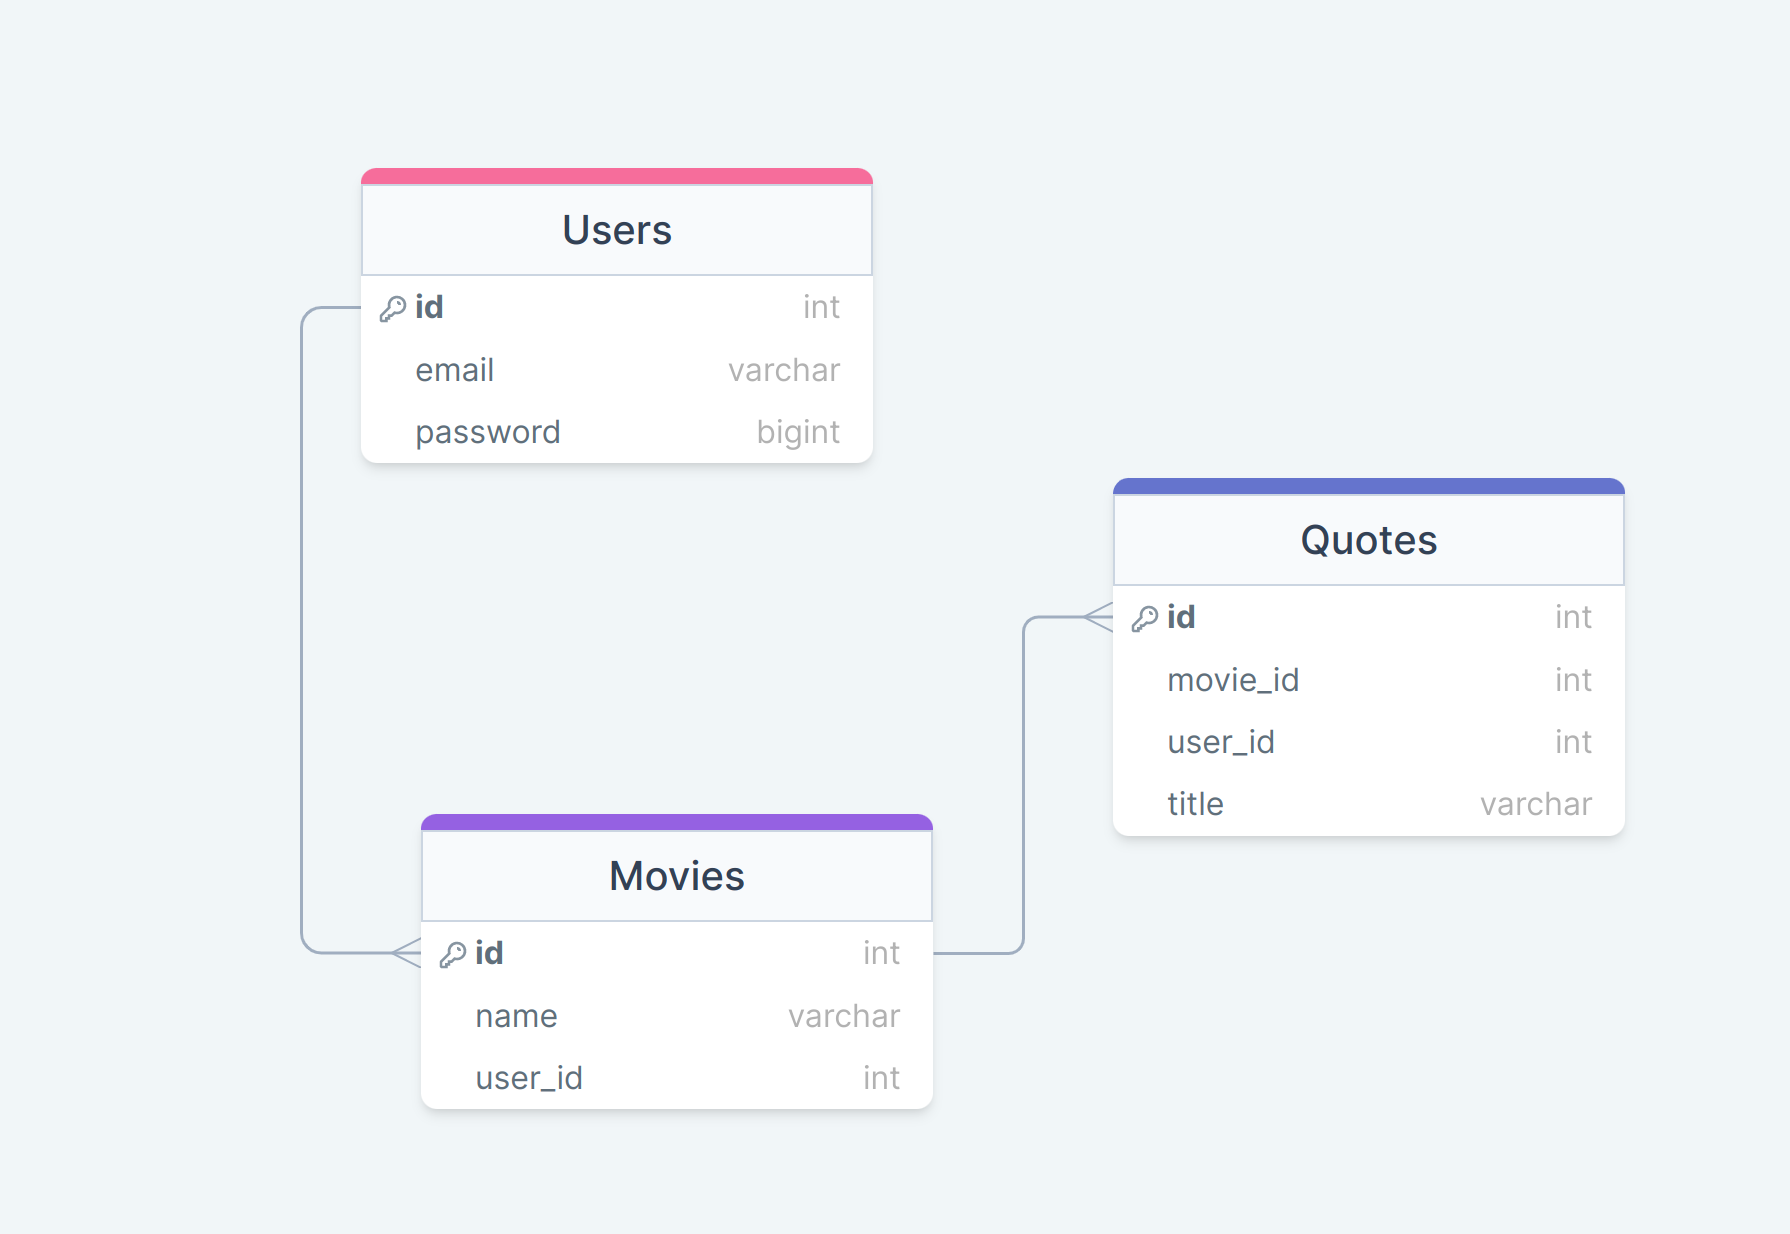 Users
id int
email varchar
password bigint
Quotes
id int
movie_id int
user_id int
title varchar
Movies
id int
name varchar
user_id int